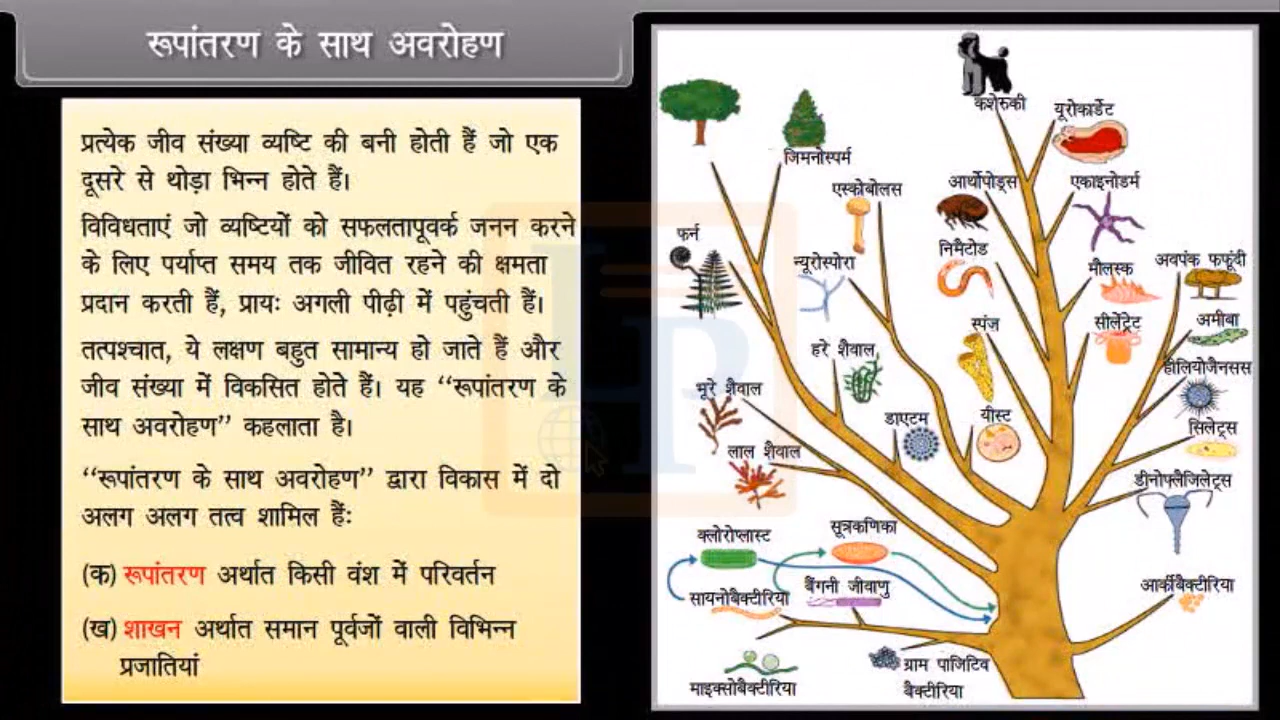 रूपांतरण के साथ अवरोहण
प्रत्येक जीव संख्या व्यष्टि की बनी होती हैं जो एक
दूसरे से थोड़ा भिन्न होते हैं।
विविधताएं जो व्यष्टियों को सफलतापूवर्क जनन करने
के लिए पर्याप्त समय तक जीवित रहने की क्षमता
प्रदान करती हैं, प्रायः अगली पीढ़ी में पहुंचती हैं।
तत्पश्चात, ये लक्षण बहुत सामान्य हो जाते हैं और
जीव संख्या में विकसित होते हैं। यह “रूपांतरण के
साथ अवरोहण” कहलाता है।
“रूपांतरण के साथ अवरोहण” द्वारा विकास में दो
अलग अलग तत्व शामिल हैंः
(क) रूपांतरण अर्थात किसी वंश में परिवर्तन
(ख) शाखन अर्थात समान पूर्वजों वाली विभिन्न
प्रजातियां
कशेरुकी
यूरोकार्डेट
जिमनोस्पर्म
एस्कोबोलस
आर्थोपोड्स
एकाइनोडर्म
फर्न
न्यूरोस्पोरा
निमैटोड
मौलस्क
अवपंक फफूंदी
स्पंज
सीलेंट्रेट
अमीबा
हरे शैवाल
हीलियोजैनसस
भूरे शैवाल
डाएटम
यीस्ट
सिलेट्स
लाल शैवाल
डीनोफ्लैजिलेट्स
क्लोरोप्लास्ट
सूत्रकणिका
सायनोबैक्टीरिया
बैंगनी जीवाणु
आर्कीबैक्टीरिया
माइक्सोबैक्टीरिया
ग्राम पाजिटिव
बैक्टीरिया